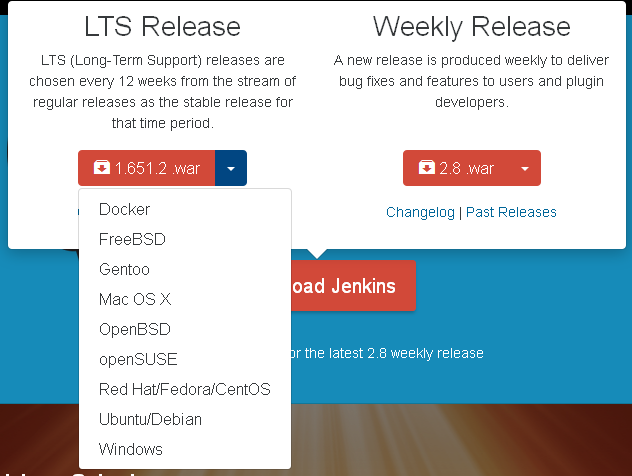 LTS Release
LTS (Long-Term Support) releases are
chosen every 12 weeks from the stream of
regular releases as the stable release for
that time period.
1.651.2 .war
Docker
FreeBSD
Gentoo
Mac OS X
OpenBSD
openSUSE
Red Hat/Fedora/CentOS
Ubuntu/Debian
Windows
Weekly Release
A new release is produced weekly to deliver
bug fixes and features to users and plugin
developers.
2.8 .war
Changelog | Past Releases
oad Jenkins
or the latest 2.8 weekly release